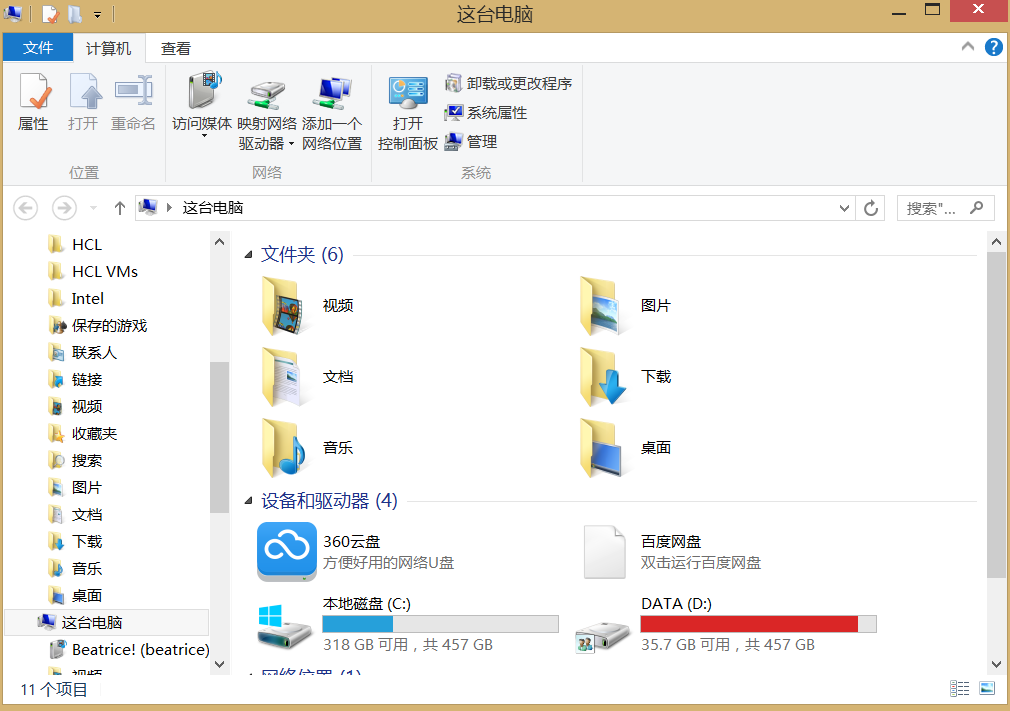 这台电脑
文件 计算机 查看
属性 打开 重命名 访问媒体 映射网络驱动器 添加一个网络位置 打开控制面板 卸载或更改程序
系统属性
管理
位置 网络 系统
这台电脑 搜索"...
HCL
HCL VMs
Intel
保存的游戏
联系人
链接
视频
收藏夹
搜索
图片
文档
下载
音乐
桌面
这台电脑
Beatrice! (beatrice)
视频
文件夹 (6)
视频 图片
文档 下载
音乐 桌面
设备和驱动器 (4)
360云盘
方便好用的网络U盘
百度网盘
双击运行百度网盘
本地磁盘 (C:)
318 GB 可用，共 457 GB
DATA (D:)
35.7 GB 可用，共 457 GB
网络位置 (1)
11 个项目